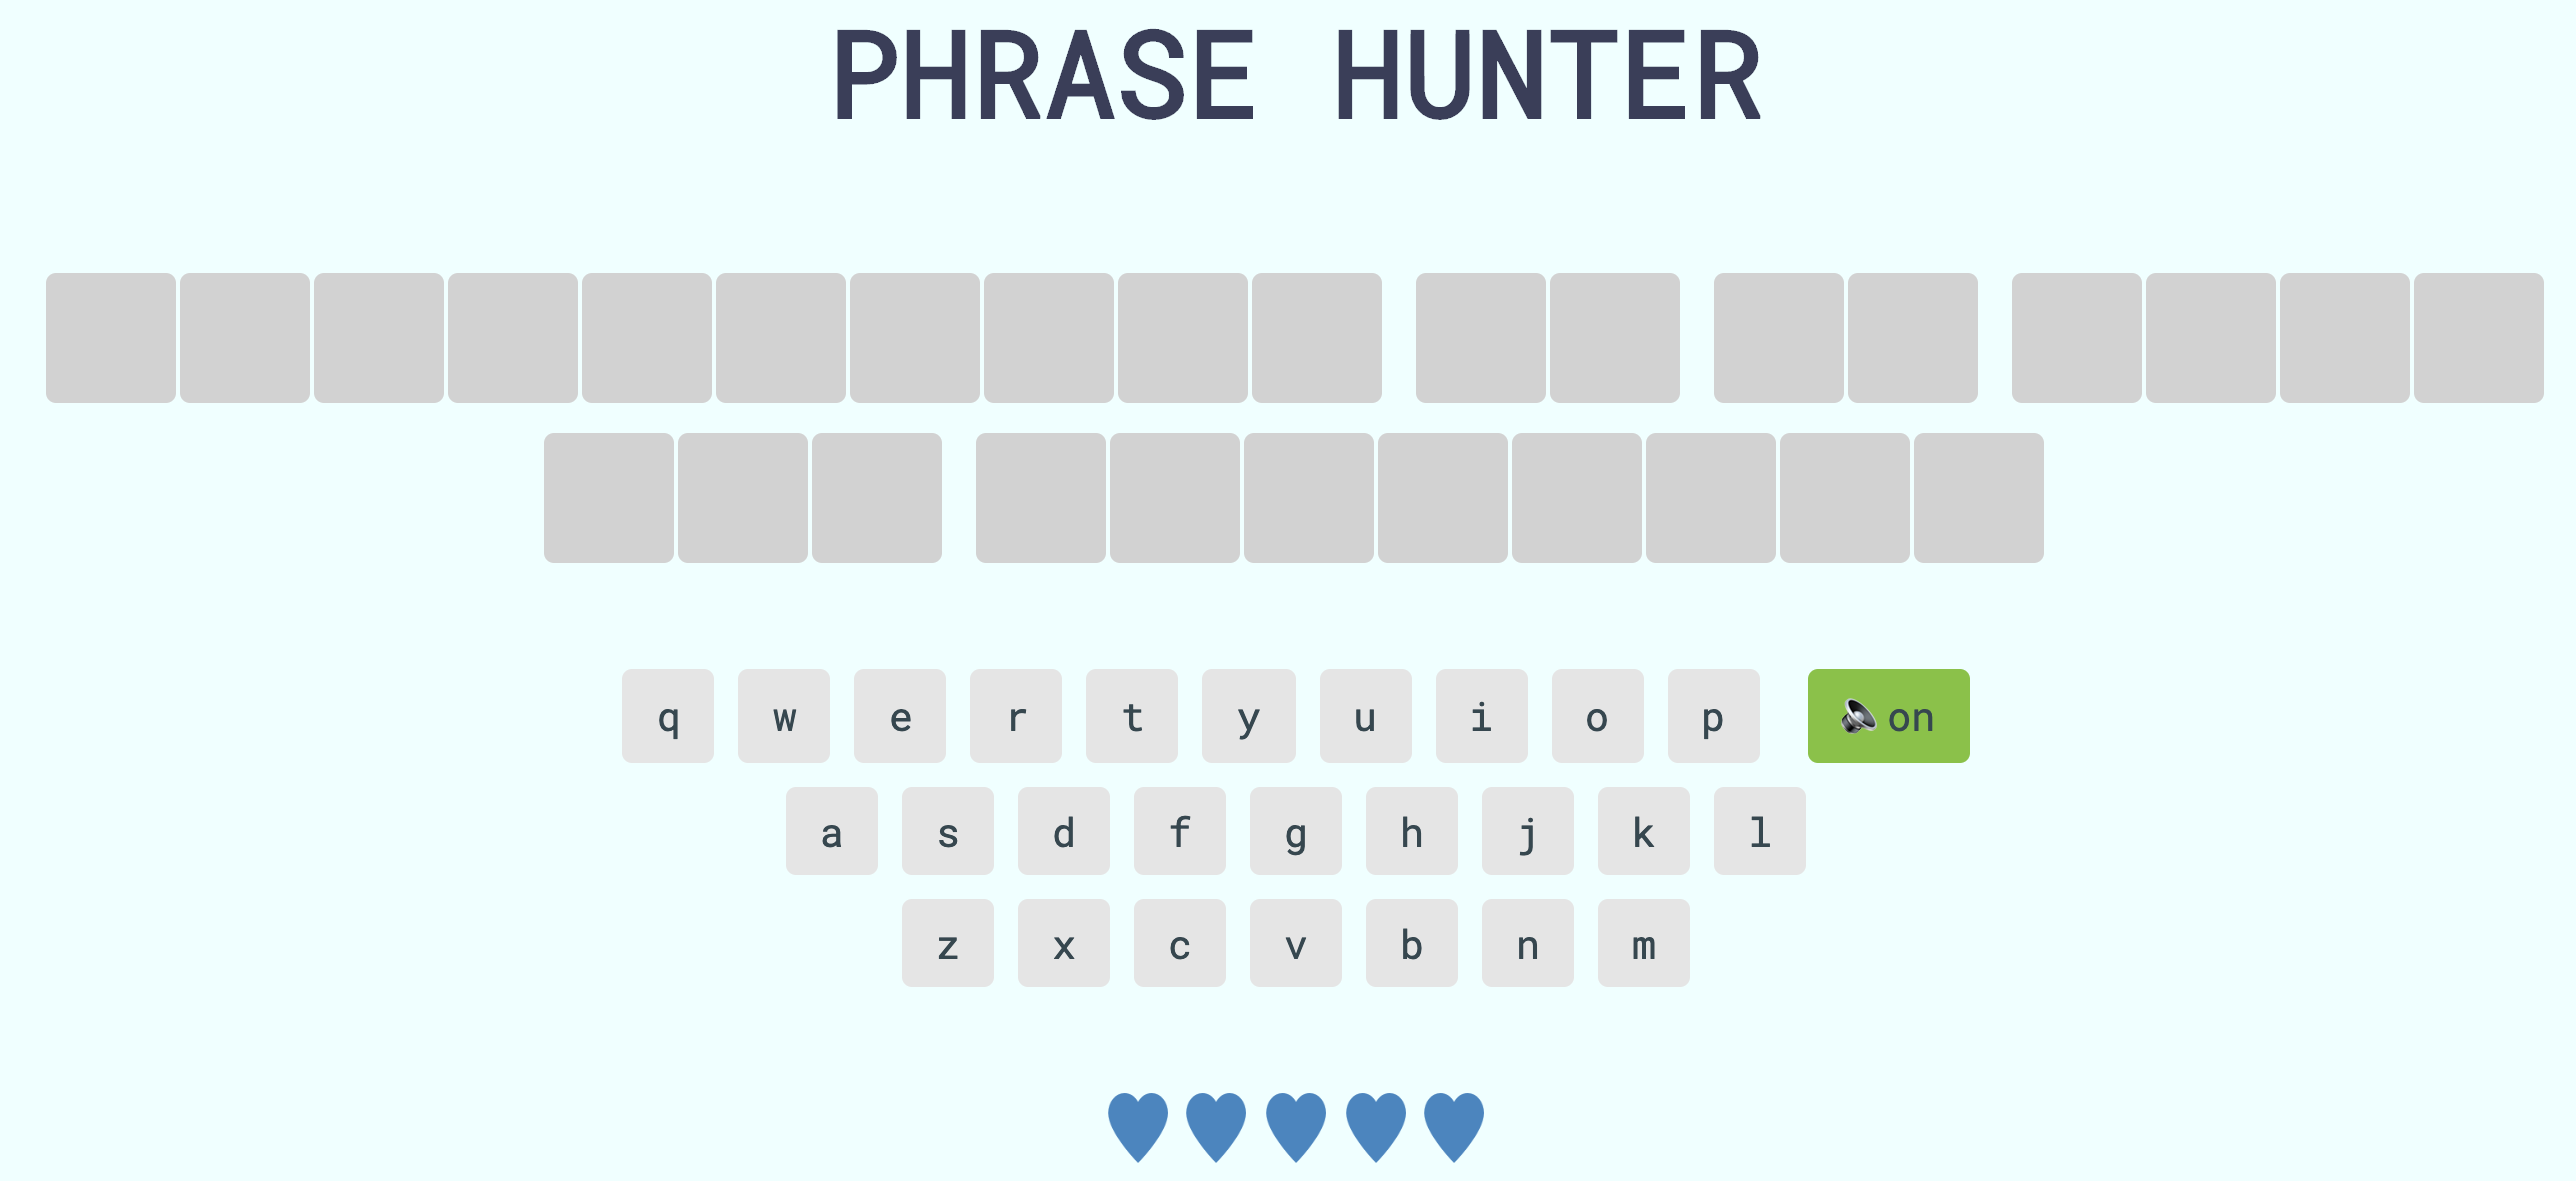 PHRASE HUNTER
q w e r t y u i o p on
a s d f g h j k l
z x c v b n m